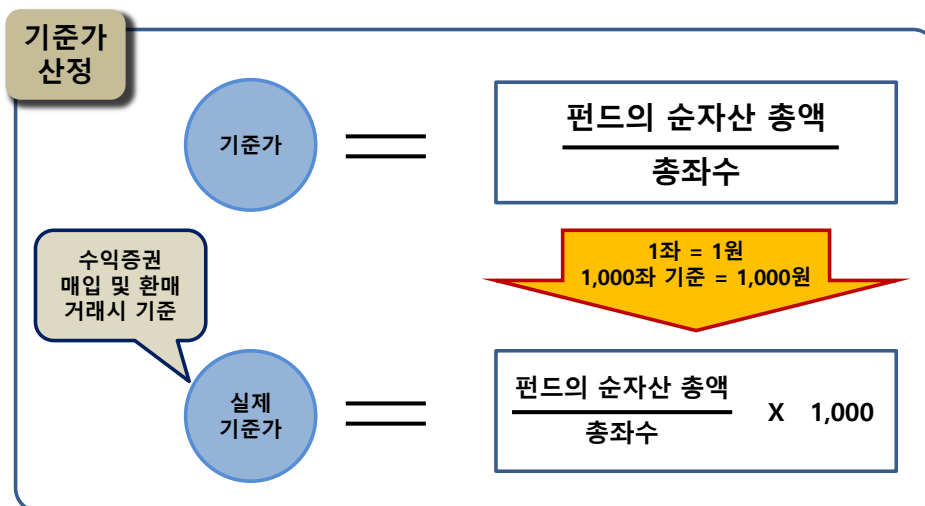 기준가
산정
기준가
펀드의 순자산 총액
총좌수
수익증권
매입 및 환매
거래시 기준
1좌 = 1원
1,000좌 기준 = 1,000원
실제
기준가
펀드의 순자산 총액
총좌수
X 1,000